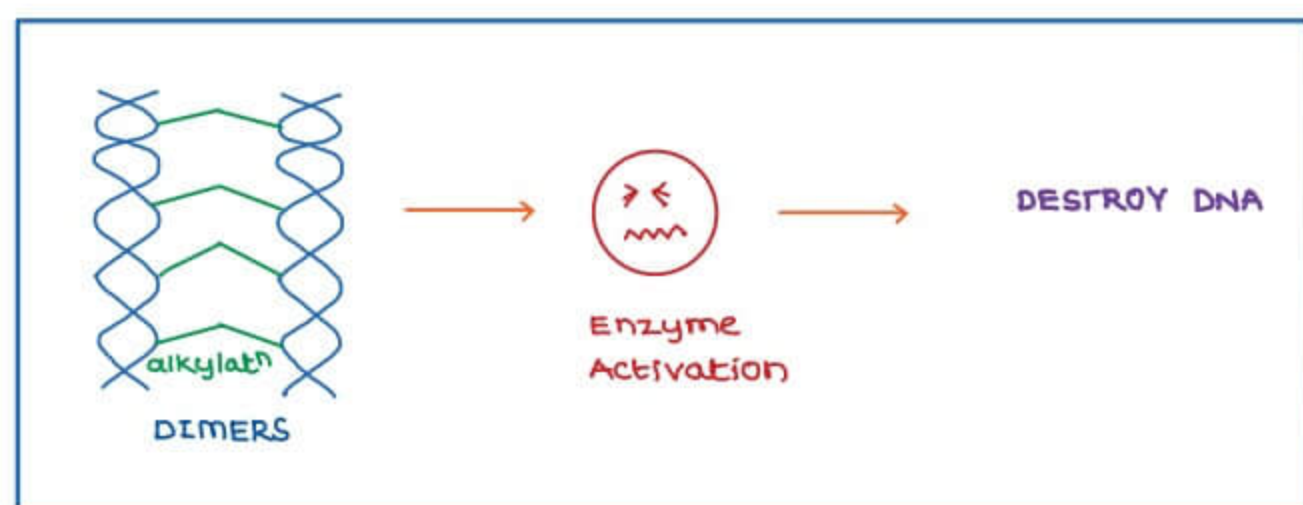 alkylatⁿ
DIMERS
Enzyme
Activation
DESTROY DNA